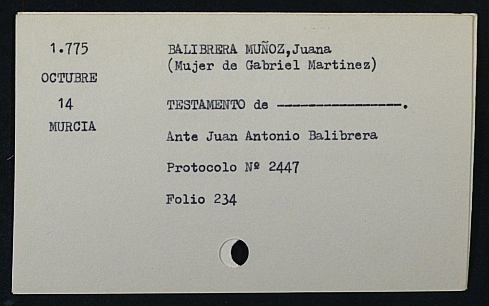 1.775
OCTUBRE
14
MURCIA
BALIBRERA MUÑOZ,Juana
(Mujer de Gabriel Martinez)
TESTAMENTO de ----------------.
Ante Juan Antonio Balibrera
Protocolo Nº 2447
Folio 234